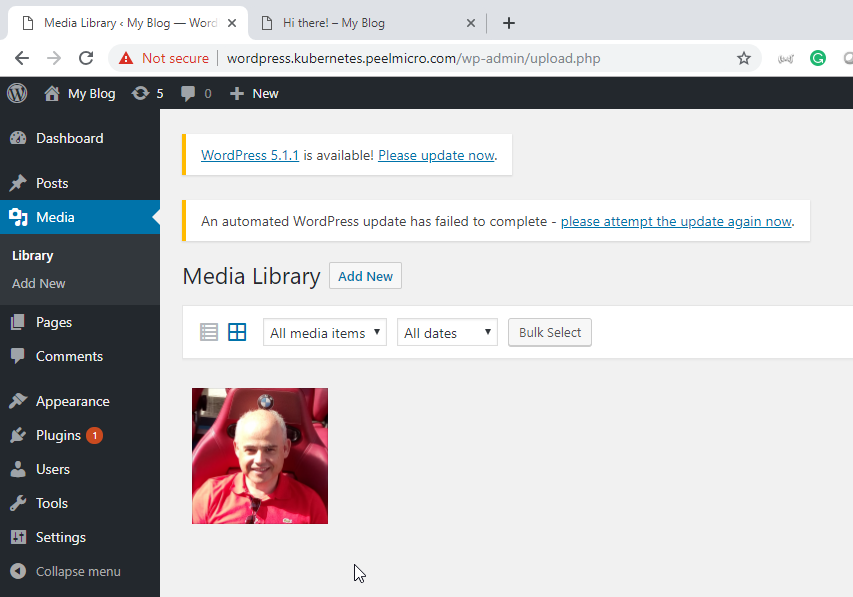 Media Library ‹ My Blog — Word
Hi there! – My Blog
Not secure
wordpress.kubernetes.peelmicro.com/wp-admin/upload.php
My Blog 5 0 New
Dashboard
Posts
Media
Library
Add New
Pages
Comments
Appearance
Plugins 1
Users
Tools
Settings
Collapse menu
WordPress 5.1.1 is available! Please update now.
An automated WordPress update has failed to complete - please attempt the update again now.
Media Library Add New
All media items All dates Bulk Select